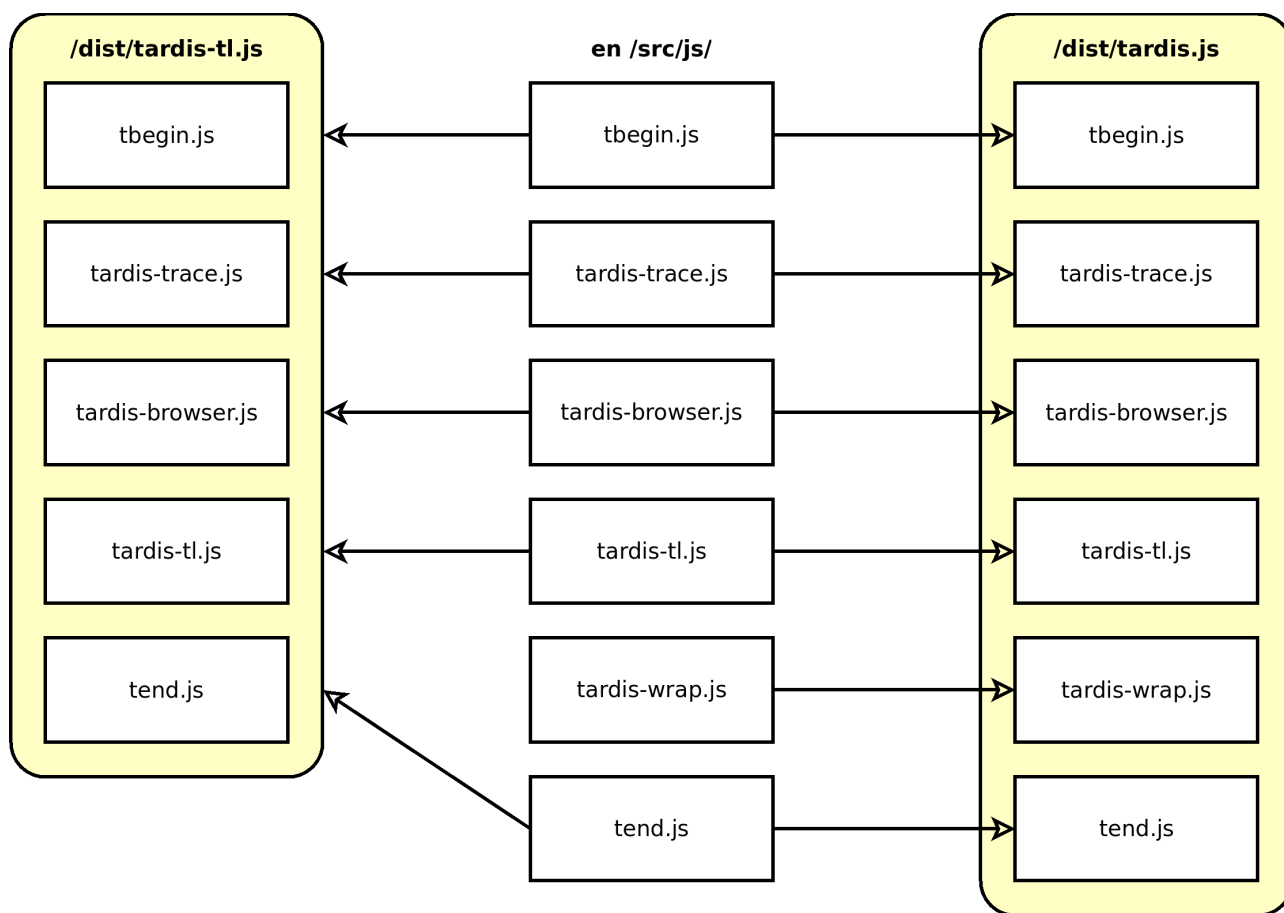 /dist/tardis-tl.js
en /src/js/
/dist/tardis.js
tbegin.js
tbegin.js
tbegin.js
tardis-trace.js
tardis-trace.js
tardis-trace.js
tardis-browser.js
tardis-browser.js
tardis-browser.js
tardis-tl.js
tardis-tl.js
tardis-tl.js
tend.js
tardis-wrap.js
tardis-wrap.js
tend.js
tend.js